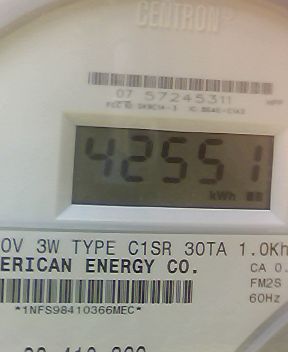 CENTRON®
07 57245311
42551
kWh
0V 3W TYPE C1SR 30TA 1.0Kh
ERICAN ENERGY CO.
CA 0.
FM2S
60Hz
*1NFS98410366MEC*